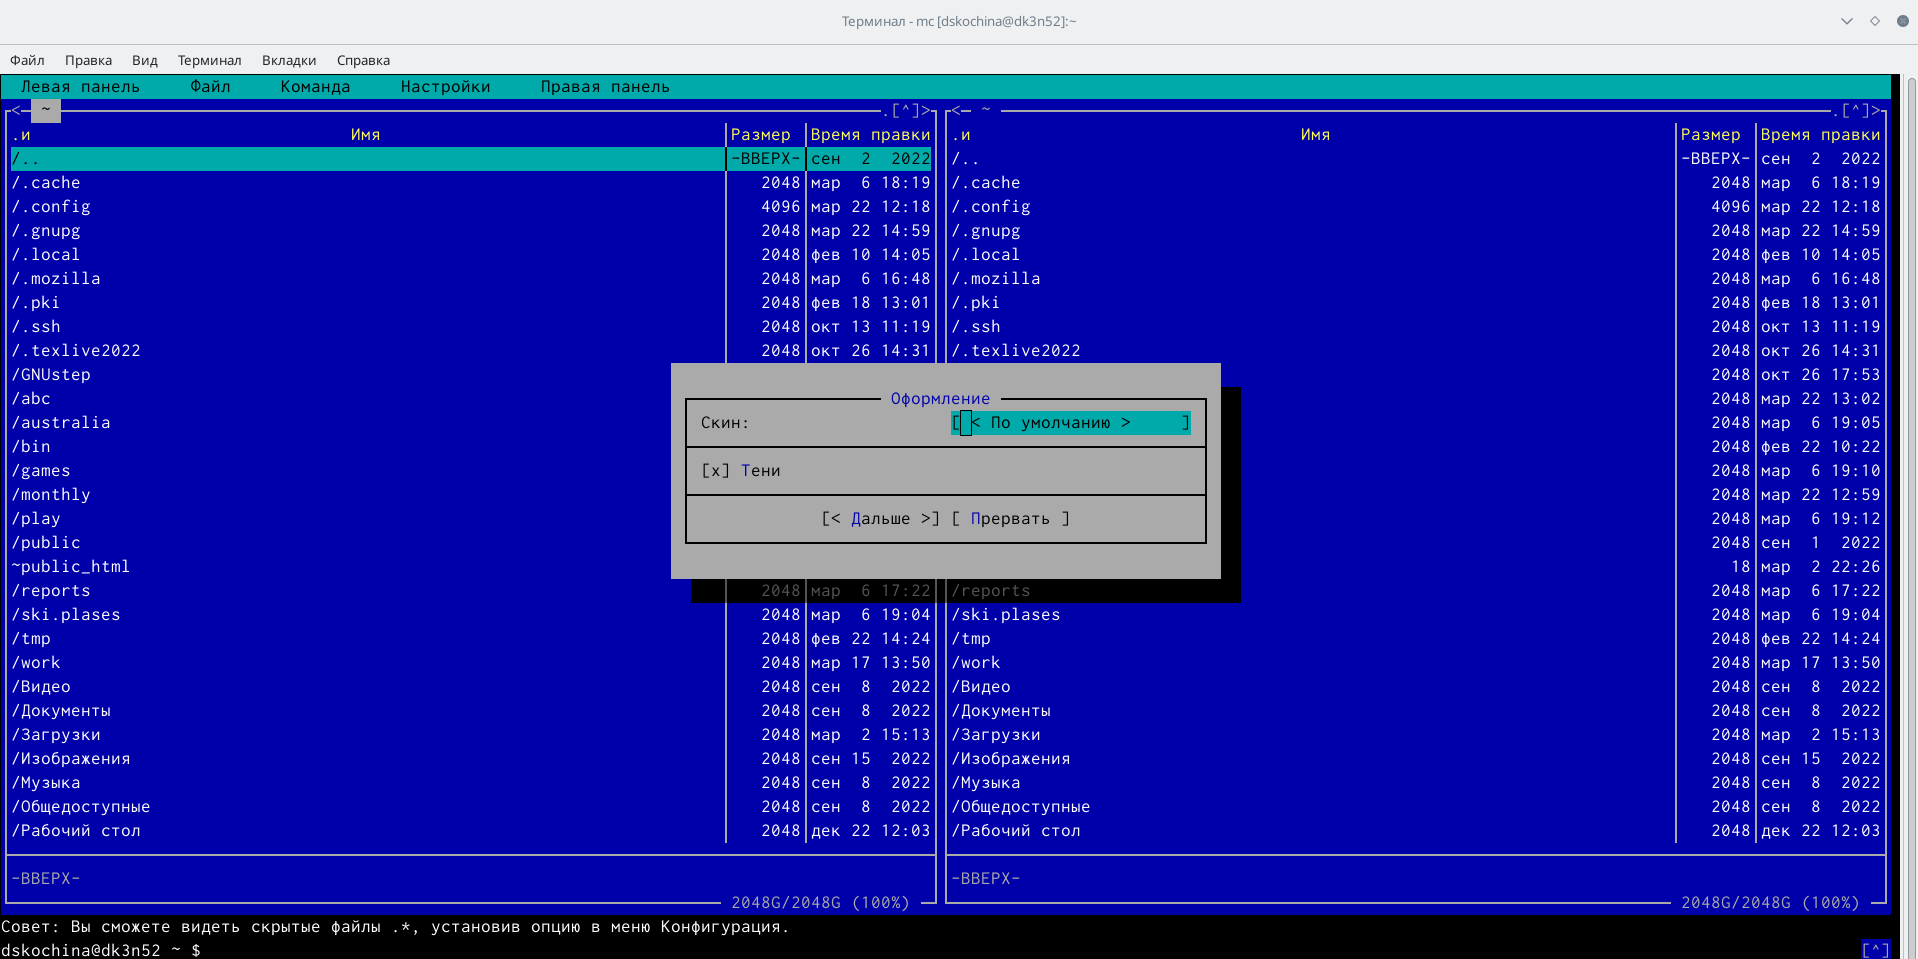 Терминал - mc [dskochina@dk3n52]:~
Файл Правка Вид Терминал Вкладки Справка
Левая панель Файл Команда Настройки Правая панель
<- ~ .[^]> <- ~ .[^]>
.и Имя Размер Время правки .и Имя Размер Время правки
/.. -ВВЕРХ- сен 2 2022 /.. -ВВЕРХ- сен 2 2022
/.cache 2048 мар 6 18:19 /.cache 2048 мар 6 18:19
/.config 4096 мар 22 12:18 /.config 4096 мар 22 12:18
/.gnupg 2048 мар 22 14:59 /.gnupg 2048 мар 22 14:59
/.local 2048 фев 10 14:05 /.local 2048 фев 10 14:05
/.mozilla 2048 мар 6 16:48 /.mozilla 2048 мар 6 16:48
/.pki 2048 фев 18 13:01 /.pki 2048 фев 18 13:01
/.ssh 2048 окт 13 11:19 /.ssh 2048 окт 13 11:19
/.texlive2022 2048 окт 26 14:31 /.texlive2022 2048 окт 26 14:31
/GNUstep 2048 окт 26 17:53
/abc Оформление 2048 мар 22 13:02
/australia Скин: [ < По умолчанию > ] 2048 мар 6 19:05
/bin 2048 фев 22 10:22
/games [x] Тени 2048 мар 6 19:10
/monthly 2048 мар 22 12:59
/play [< Дальше >] [ Прервать ] 2048 мар 6 19:12
/public 2048 сен 1 2022
~public_html 18 мар 2 22:26
/reports 2048 мар 6 17:22 /reports 2048 мар 6 17:22
/ski.plases 2048 мар 6 19:04 /ski.plases 2048 мар 6 19:04
/tmp 2048 фев 22 14:24 /tmp 2048 фев 22 14:24
/work 2048 мар 17 13:50 /work 2048 мар 17 13:50
/Видео 2048 сен 8 2022 /Видео 2048 сен 8 2022
/Документы 2048 сен 8 2022 /Документы 2048 сен 8 2022
/Загрузки 2048 мар 2 15:13 /Загрузки 2048 мар 2 15:13
/Изображения 2048 сен 15 2022 /Изображения 2048 сен 15 2022
/Музыка 2048 сен 8 2022 /Музыка 2048 сен 8 2022
/Общедоступные 2048 сен 8 2022 /Общедоступные 2048 сен 8 2022
/Рабочий стол 2048 дек 22 12:03 /Рабочий стол 2048 дек 22 12:03
-ВВЕРХ- -ВВЕРХ-
2048G/2048G (100%) 2048G/2048G (100%)
Совет: Вы сможете видеть скрытые файлы .*, установив опцию в меню Конфигурация.
dskochina@dk3n52 ~ $ [^]